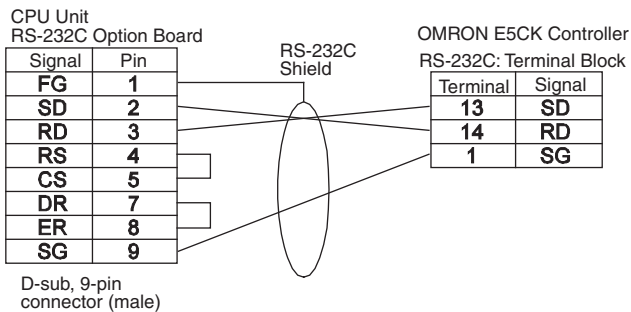 CPU Unit
RS-232C Option Board
Signal Pin
FG 1
SD 2
RD 3
RS 4
CS 5
DR 7
ER 8
SG 9
D-sub, 9-pin
connector (male)
RS-232C
Shield
OMRON E5CK Controller
RS-232C: Terminal Block
Terminal Signal
13 SD
14 RD
1 SG